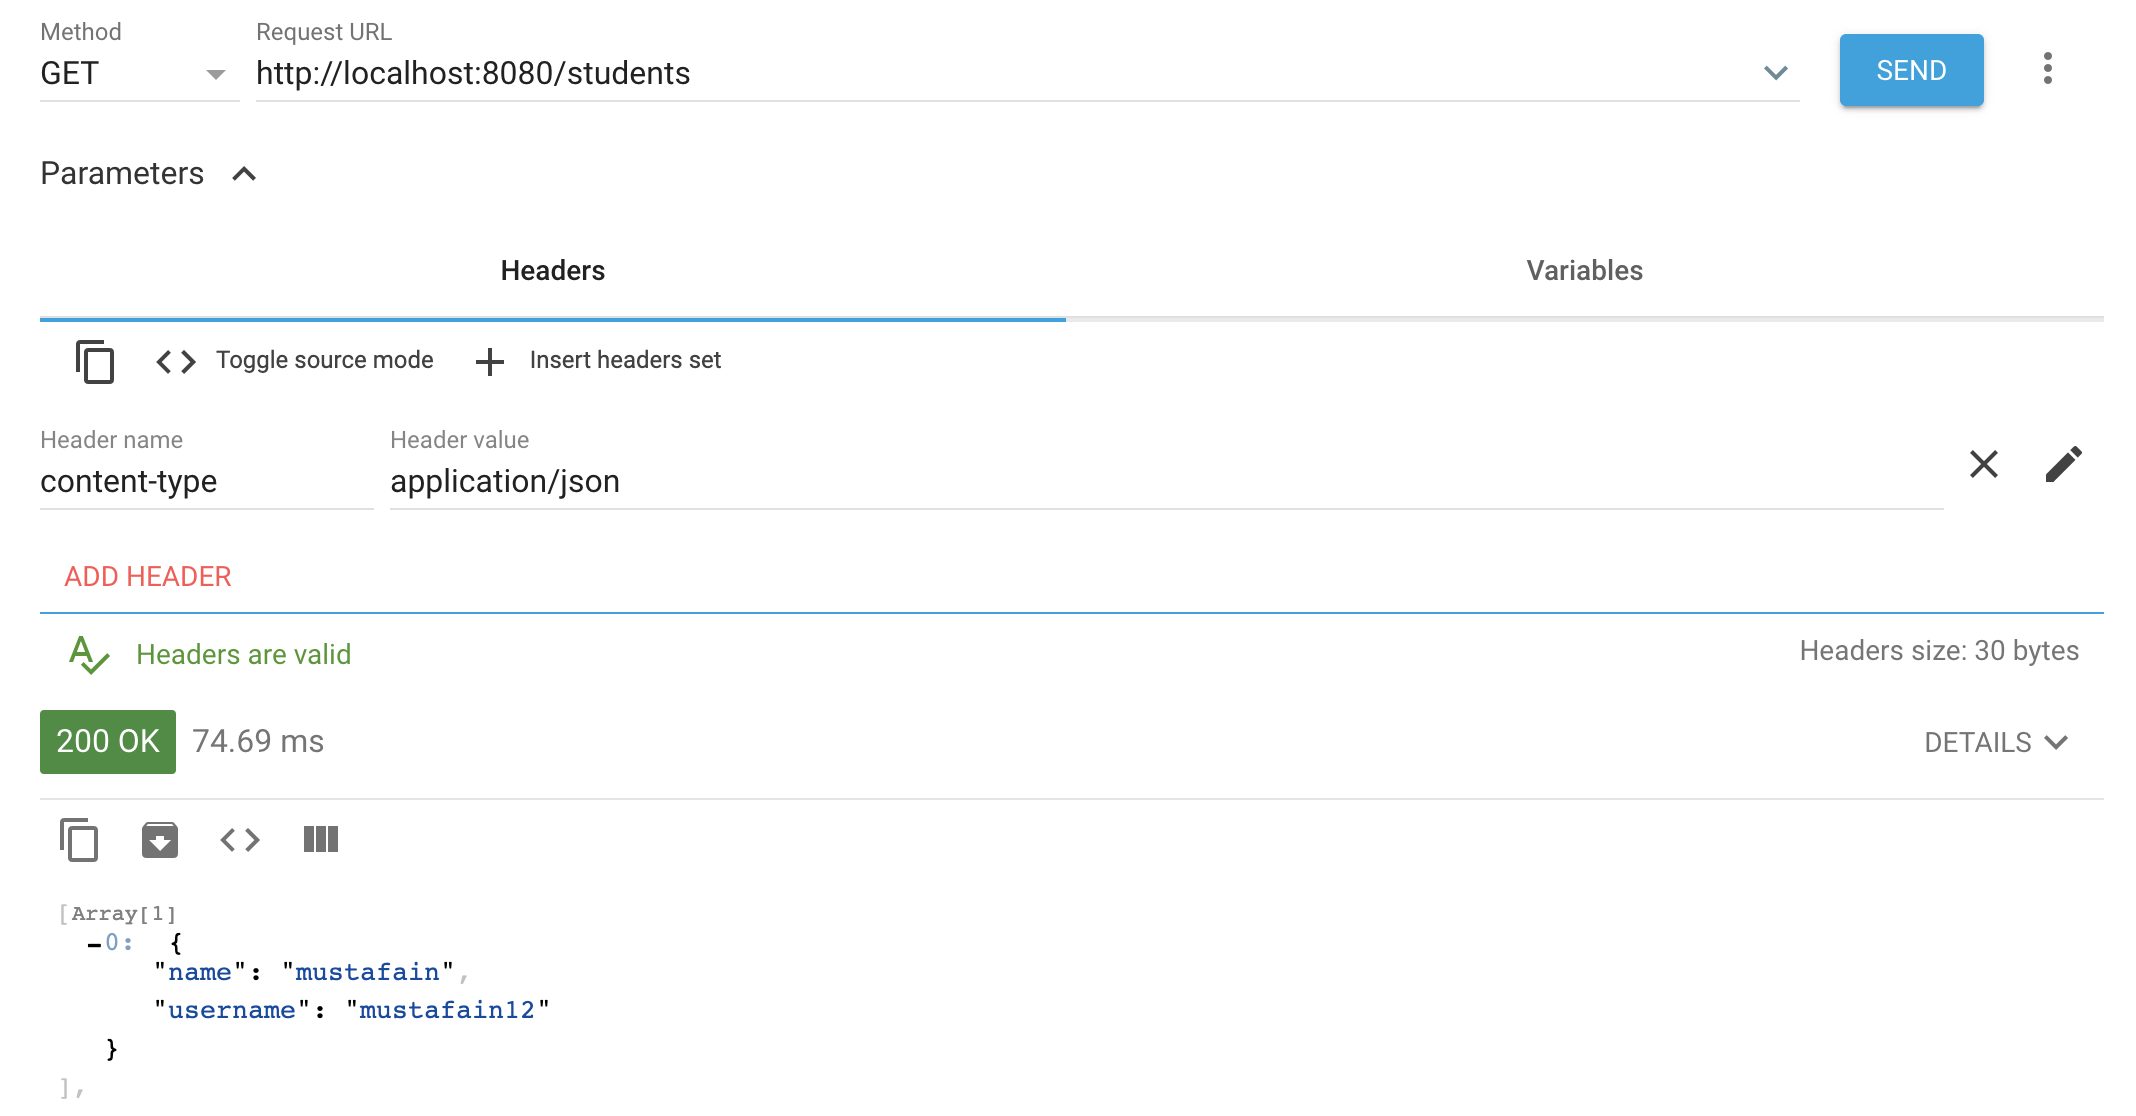 Method
GET
Request URL
http://localhost:8080/students
SEND
Parameters
Headers
Variables
Toggle source mode
Insert headers set
Header name
content-type
Header value
application/json
ADD HEADER
Headers are valid
Headers size: 30 bytes
200 OK
74.69 ms
DETAILS
[Array[1]
0: {
"name": "mustafain",
"username": "mustafain12"
}
],